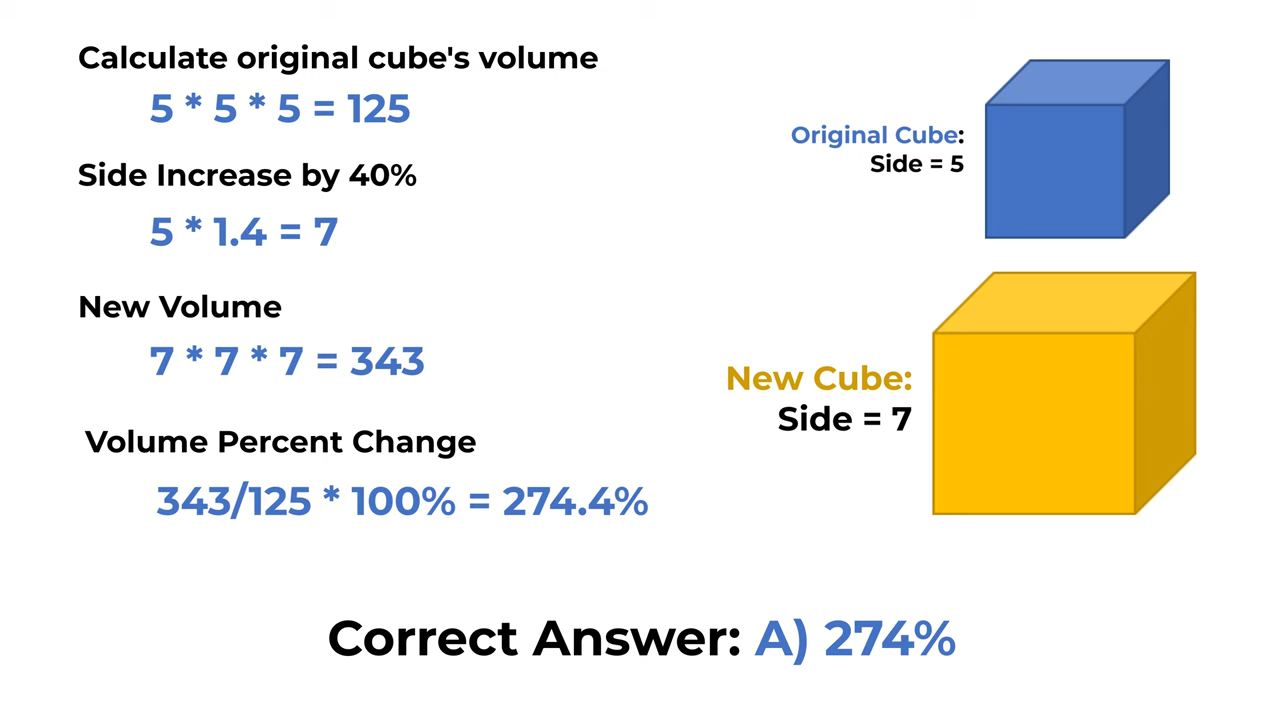 Calculate original cube's volume
5 * 5 * 5 = 125
Side Increase by 40%
5 * 1.4 = 7
New Volume
7 * 7 * 7 = 343
Volume Percent Change
343/125 * 100% = 274.4%
Original Cube:
Side = 5
New Cube:
Side = 7
Correct Answer: A) 274%